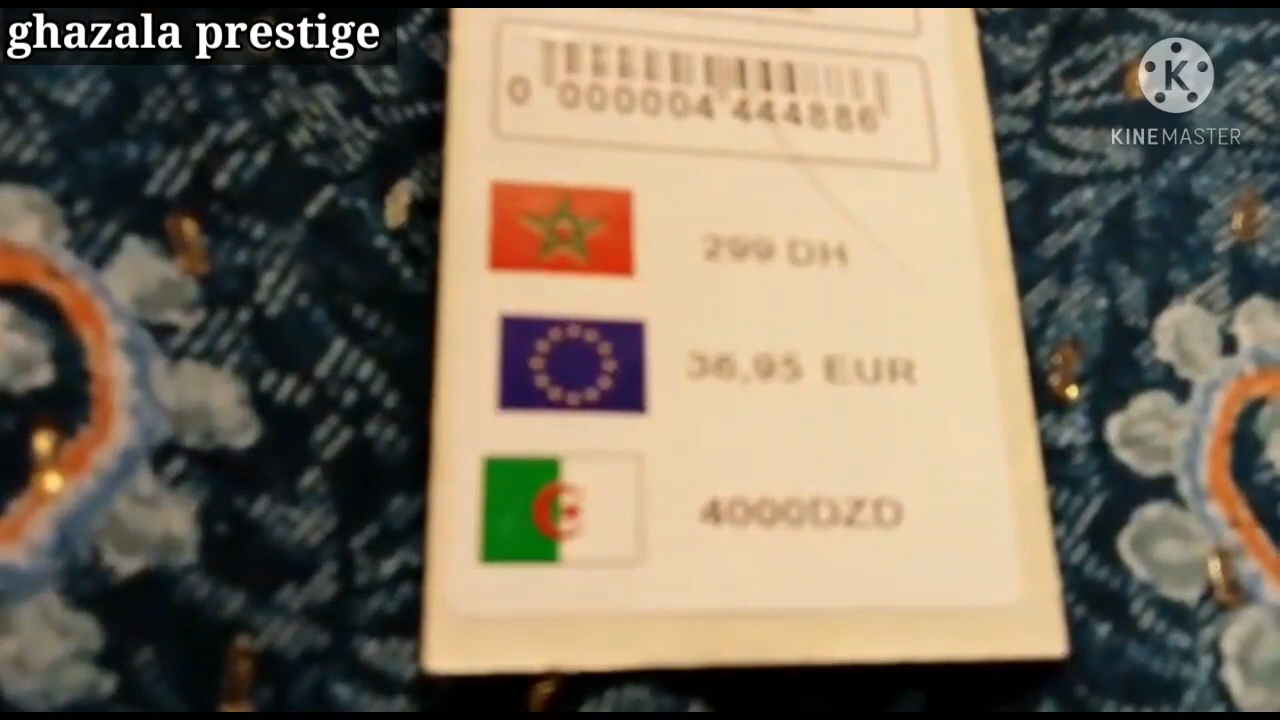 ghazala prestige
K
KINEMASTER
0 000004 444886
299 DH
36,95 EUR
4000DZD